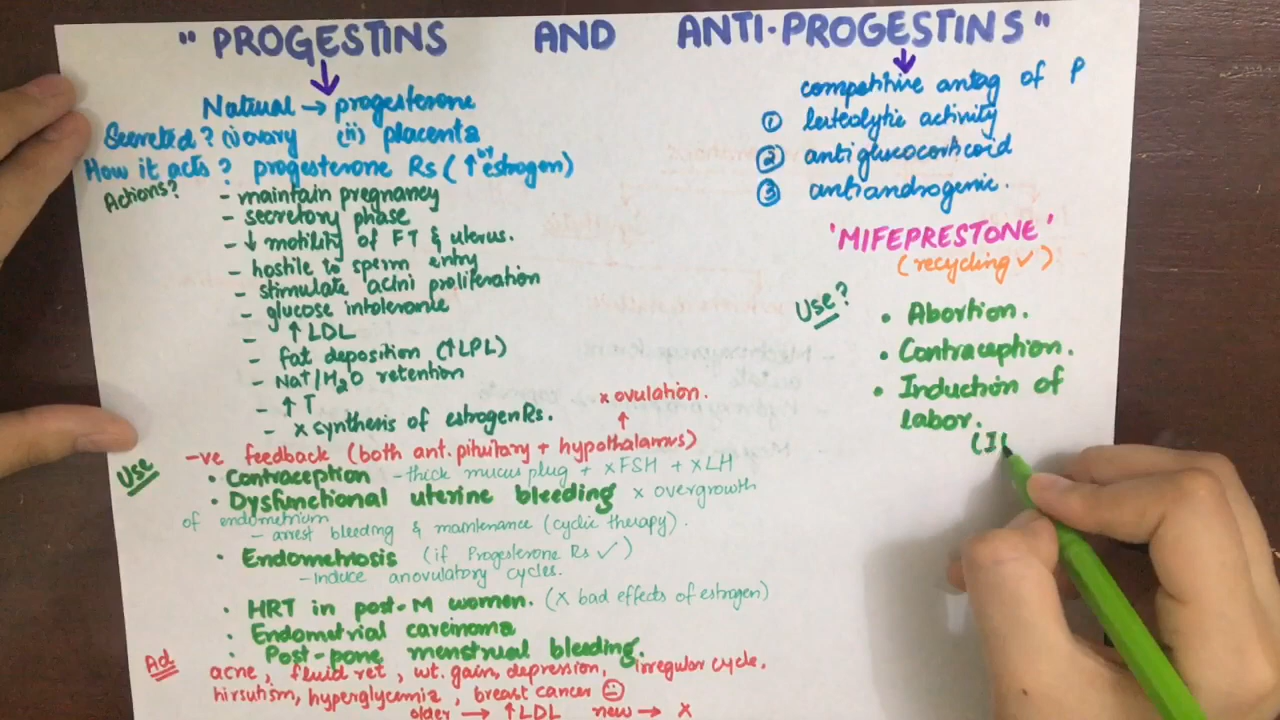 "PROGESTINS AND ANTI-PROGESTINS"
Natural → progesterone
Secreted? (i) ovary (ii) placenta
How it acts? progesterone Rs (↑ by estrogen)
Actions?
- maintain pregnancy
- secretory phase
- ↓ motility of FT & uterus.
- hostile to sperm entry
- stimulate acini proliferation
- glucose intolerance
- ↑ LDL
- fat deposition (↑LPL)
- Na+/H2O retention
- ↑ T
- x synthesis of estrogen Rs.
x ovulation.
↑
-ve feedback (both ant. pituitary + hypothalamus)
Use
• Contraception - thick mucus plug + x FSH + x LH
• Dysfunctional uterine bleeding x overgrowth
of endometrium
- arrest bleeding & maintenance (cyclic therapy).
• Endometriosis (if Progesterone Rs ✓)
- Induce anovulatory cycles.
• HRT in post-M women. (x bad effects of estrogen)
• Endometrial carcinoma
• Post-pone menstrual bleeding.
Ad
acne, fluid ret, wt. gain, depression, irregular cycle,
hirsutism, hyperglycemia, breast cancer ☹
older → ↑ LDL new → x
competitive antag of P
① luteolytic activity
② antiglucocorticoid
③ antiandrogenic.
'MIFEPRESTONE'
(recycling ✓)
Use?
• Abortion.
• Contraception.
• Induction of
labor.
(I